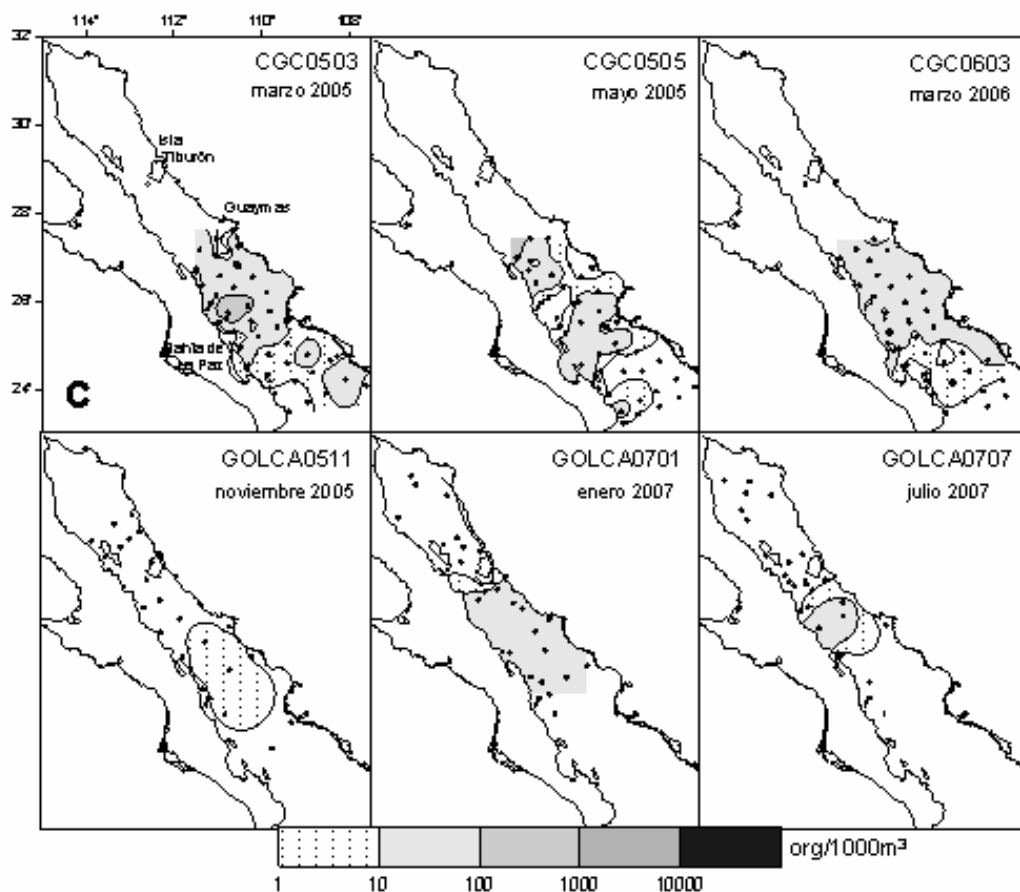 114° 112° 110° 108°
32°
30°
28°
26°
24°
CGC0503
marzo 2005
Isla
Tiburón
Guaymas
Bahía de
La Paz
C
CGC0505
mayo 2005
CGC0603
marzo 2006
GOLCA0511
noviembre 2005
GOLCA0701
enero 2007
GOLCA0707
julio 2007
org/1000m³
1 10 100 1000 10000